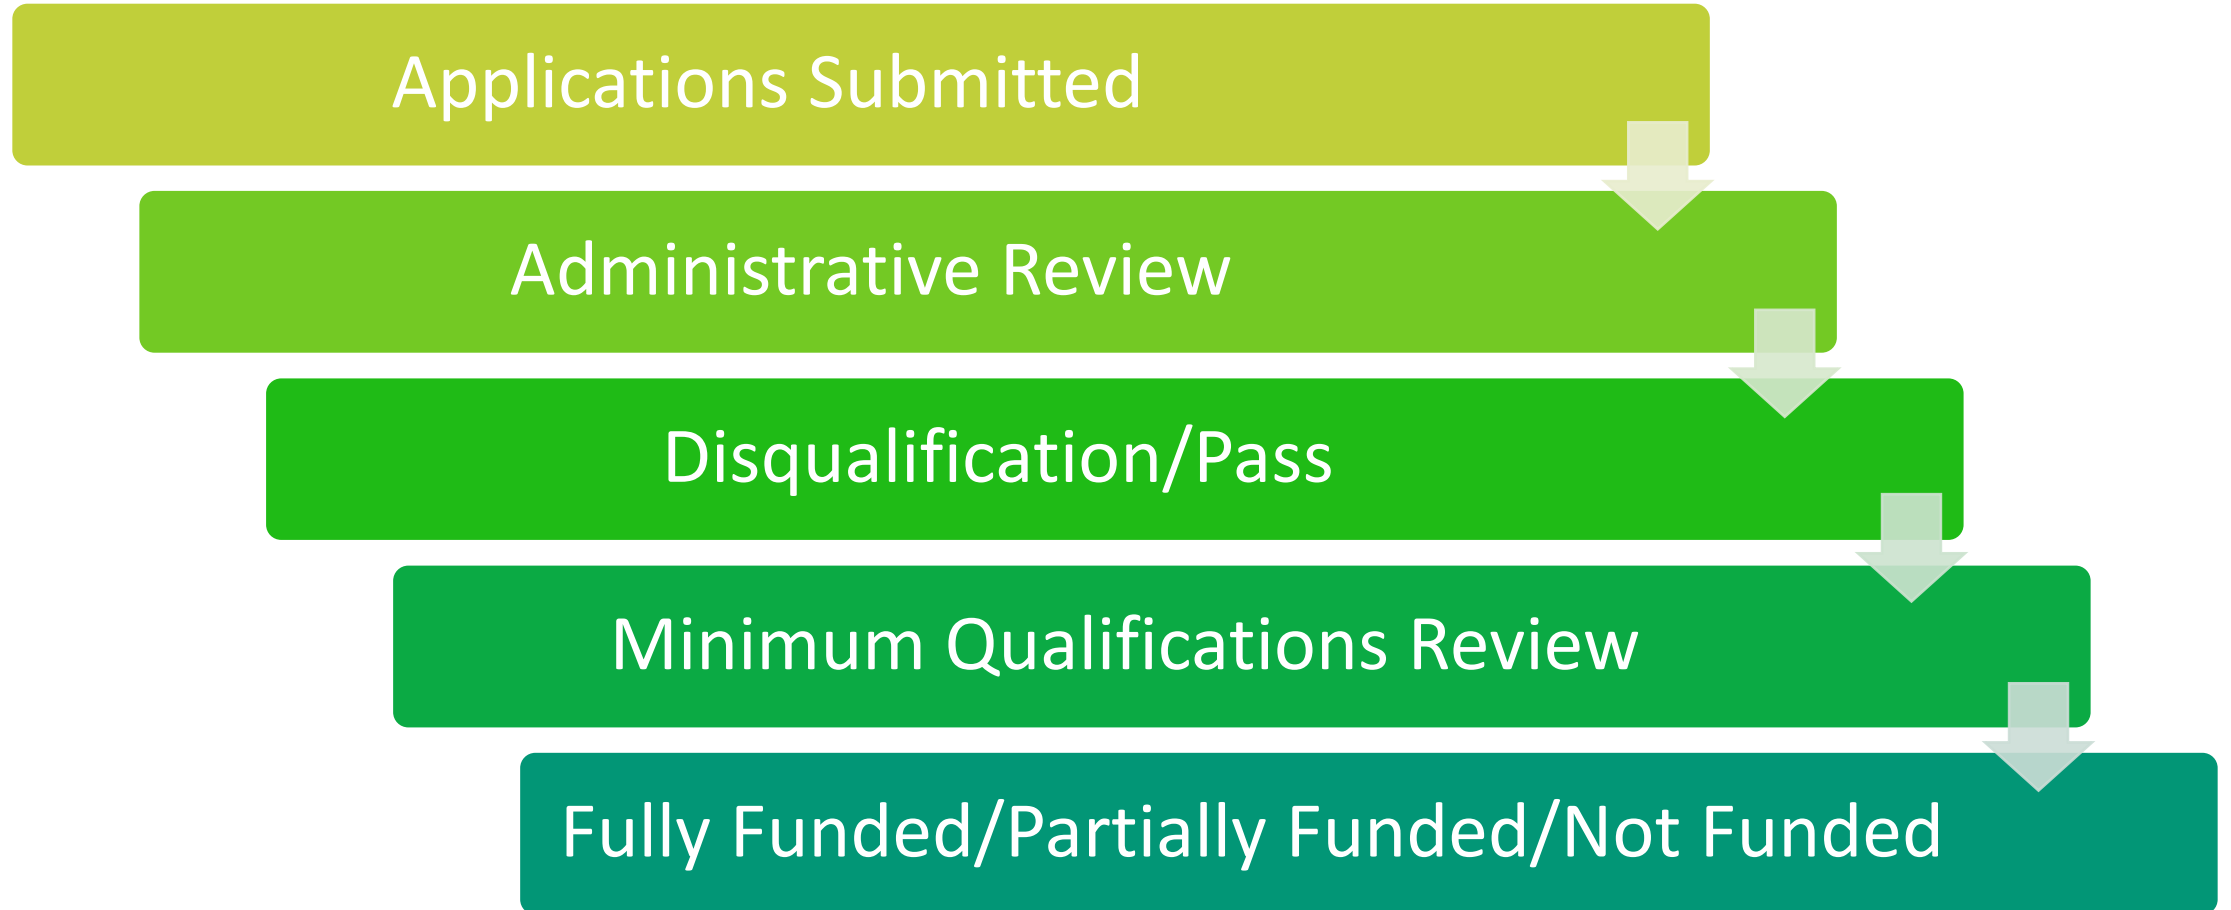 Applications Submitted
Administrative Review
Disqualification/Pass
Minimum Qualifications Review
Fully Funded/Partially Funded/Not Funded